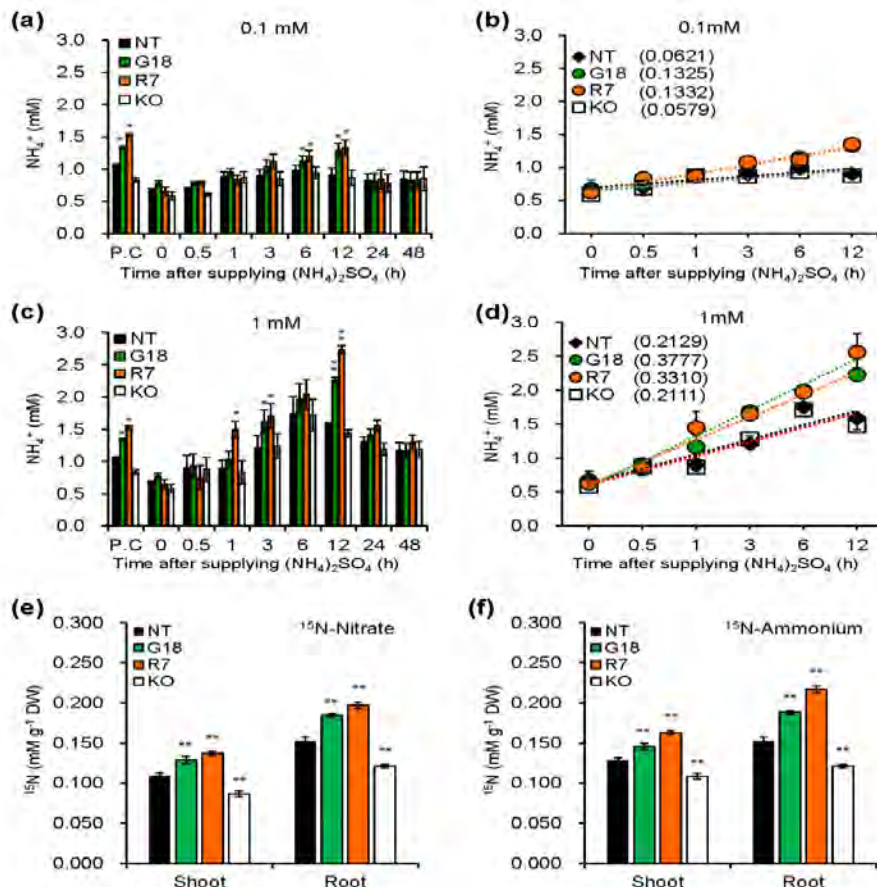 (a)
0.1 mM
NT
G18
R7
KO
NH₄⁺ (mM)
3.0
2.5
2.0
1.5
1.0
0.5
0.0
* * * * * * *
P.C 0 0.5 1 3 6 12 24 48
Time after supplying (NH₄)₂SO₄ (h)
(b)
0.1mM
NT (0.0621)
G18 (0.1325)
R7 (0.1332)
KO (0.0579)
NH₄⁺ (mM)
3.0
2.5
2.0
1.5
1.0
0.5
0.0
0 0.5 1 3 6 12
Time after supplying (NH₄)₂SO₄ (h)
(c)
1 mM
NT
G18
R7
KO
NH₄⁺ (mM)
3.0
2.5
2.0
1.5
1.0
0.5
0.0
P.C 0 0.5 1 3 6 12 24 48
Time after supplying (NH₄)₂SO₄ (h)
(d)
1mM
NT (0.2129)
G18 (0.3777)
R7 (0.3310)
KO (0.2111)
NH₄⁺ (mM)
3.0
2.5
2.0
1.5
1.0
0.5
0.0
0 0.5 1 3 6 12
Time after supplying (NH₄)₂SO₄ (h)
(e)
¹⁵N-Nitrate
NT
G18
R7
KO
¹⁵N (mM g⁻¹ DW)
0.300
0.250
0.200
0.150
0.100
0.050
0.000
** ** ** ** ** **
Shoot Root
(f)
¹⁵N-Ammonium
NT
G18
R7
KO
¹⁵N (mM g⁻¹ DW)
0.300
0.250
0.200
0.150
0.100
0.050
0.000
** ** ** ** ** **
Shoot Root